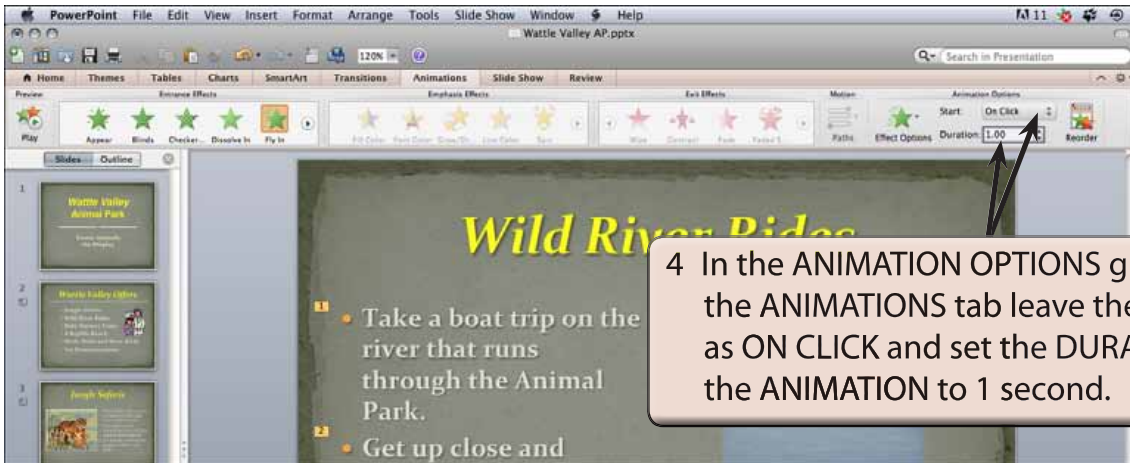 PowerPoint File Edit View Insert Format Arrange Tools Slide Show Window Help 11
Wattle Valley AP.pptx
120% Search in Presentation
Home Themes Tables Charts SmartArt Transitions Animations Slide Show Review
Preview Entrance Effects Emphasis Effects Exit Effects Motion Animation Options
Start: On Click
Play Appear Blinds Checker... Dissolve In Fly In Paths Effect Options Duration: 1.00 Reorder
Slides Outline
1
Wattle Valley
Animal Park
2
Wattle Valley Offers
3
Jungle Safaris
Wild River Rides
1
• Take a boat trip on the
river that runs
through the Animal
Park.
2
• Get up close and
4 In the ANIMATION OPTIONS g
the ANIMATIONS tab leave the
as ON CLICK and set the DURA
the ANIMATION to 1 second.